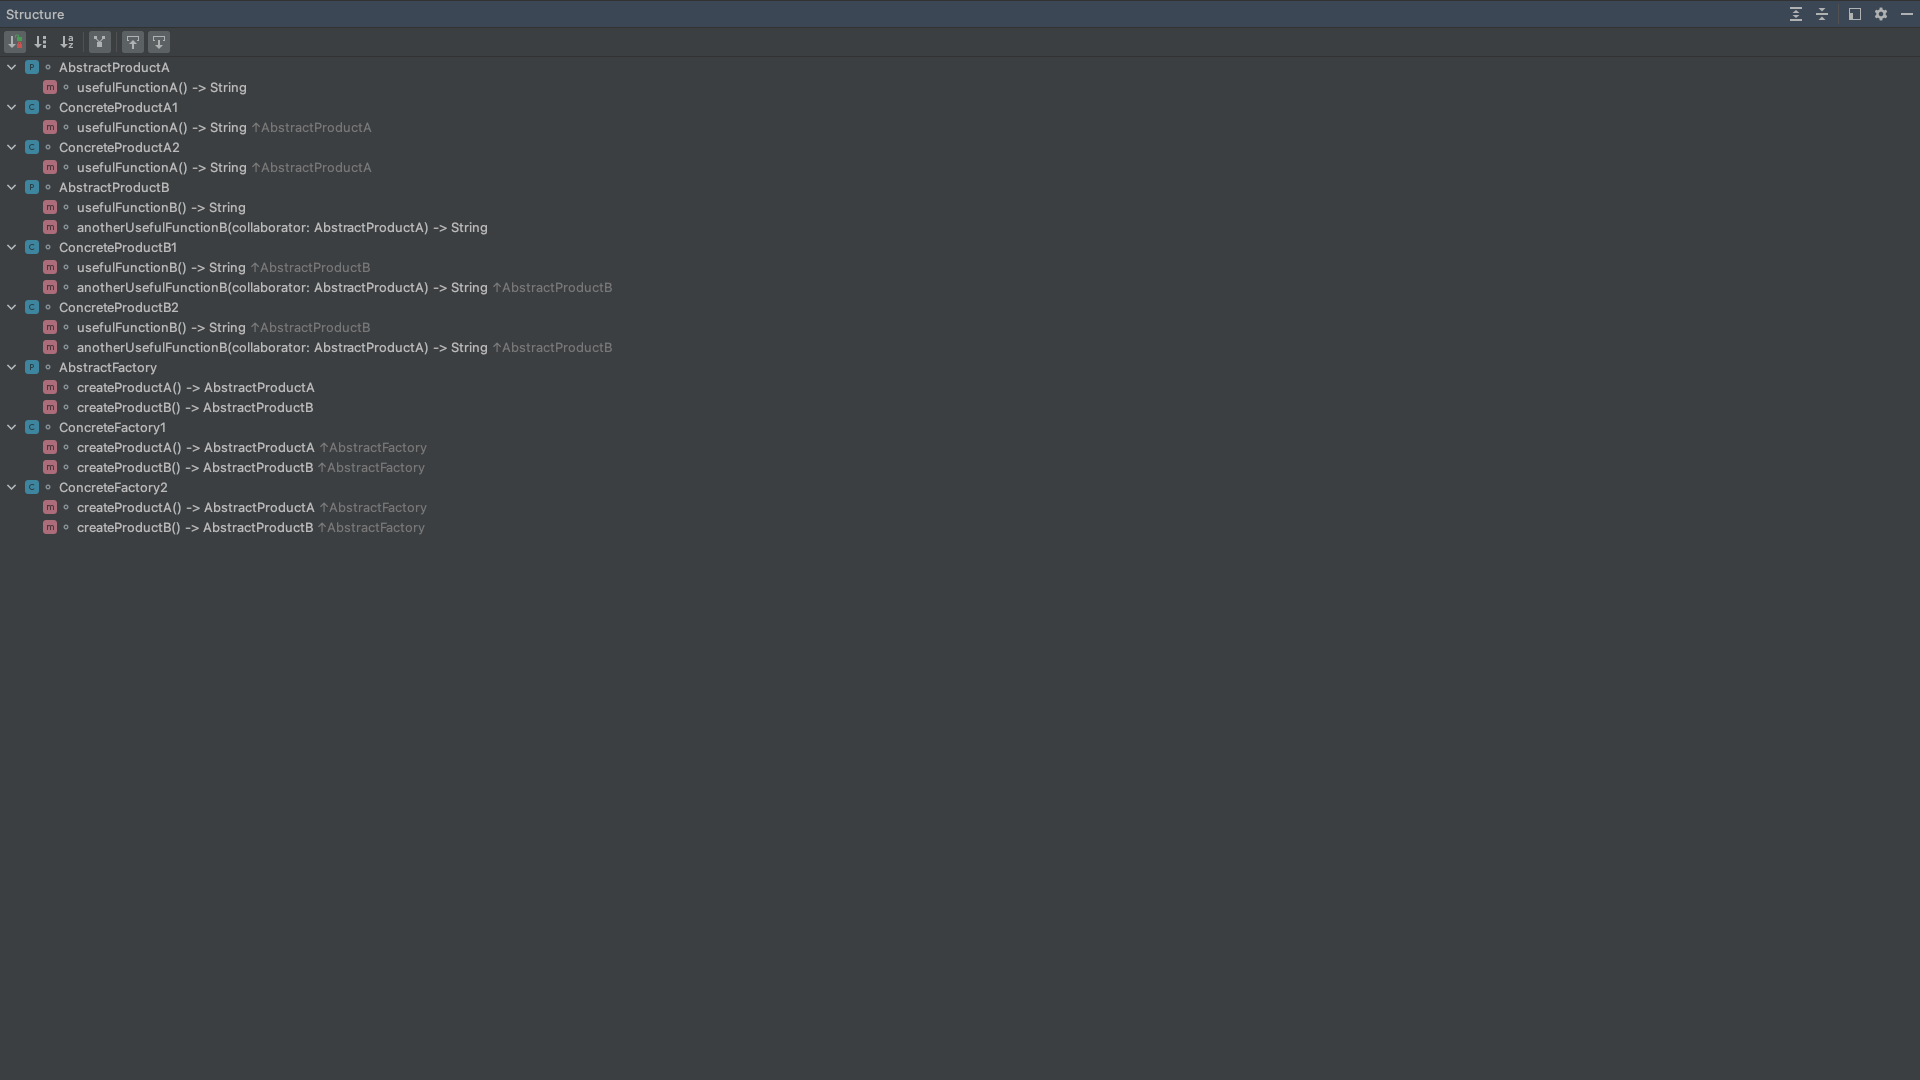 Structure
AbstractProductA
usefulFunctionA() -> String
ConcreteProductA1
usefulFunctionA() -> String ↑AbstractProductA
ConcreteProductA2
usefulFunctionA() -> String ↑AbstractProductA
AbstractProductB
usefulFunctionB() -> String
anotherUsefulFunctionB(collaborator: AbstractProductA) -> String
ConcreteProductB1
usefulFunctionB() -> String ↑AbstractProductB
anotherUsefulFunctionB(collaborator: AbstractProductA) -> String ↑AbstractProductB
ConcreteProductB2
usefulFunctionB() -> String ↑AbstractProductB
anotherUsefulFunctionB(collaborator: AbstractProductA) -> String ↑AbstractProductB
AbstractFactory
createProductA() -> AbstractProductA
createProductB() -> AbstractProductB
ConcreteFactory1
createProductA() -> AbstractProductA ↑AbstractFactory
createProductB() -> AbstractProductB ↑AbstractFactory
ConcreteFactory2
createProductA() -> AbstractProductA ↑AbstractFactory
createProductB() -> AbstractProductB ↑AbstractFactory